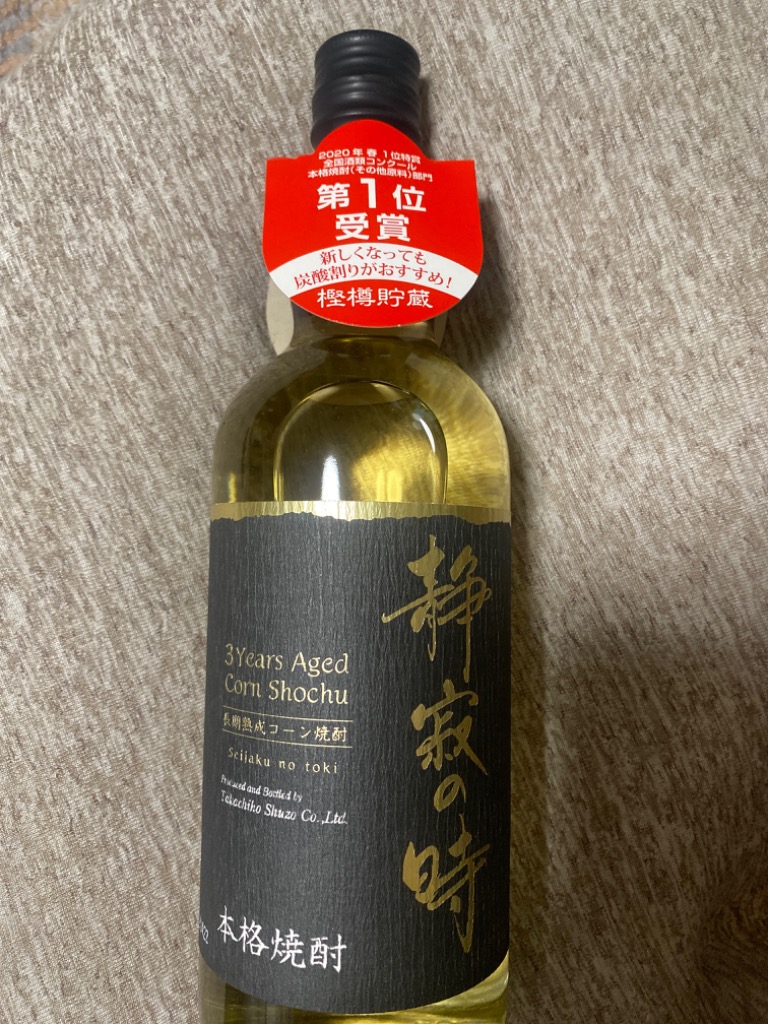 2020年 春 1位特賞
全国酒類コンクール
本格焼酎(その他原料)部門
第1位
受賞
新しくなっても
炭酸割りがおすすめ!
樫樽貯蔵
静寂の時
3Years Aged
Corn Shochu
長期熟成コーン焼酎
Seijaku no toki
Produced and Bottled by
Takachiho Shuzo Co.,Ltd.
本格焼酎